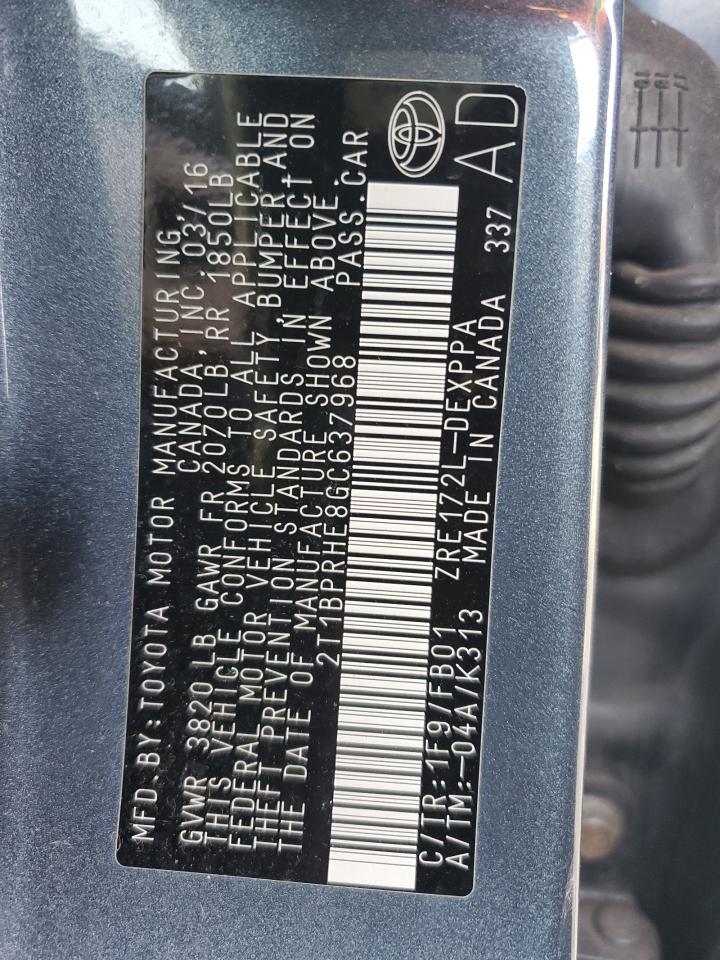 MFD.BY:TOYOTA MOTOR MANUFACTURING,
CANADA, INC. 03/16
GVWR 3820LB GAWR FR 2070LB, RR 1850LB
THIS VEHICLE CONFORMS TO ALL APPLICABLE
FEDERAL MOTOR VEHICLE SAFETY, BUMPER, AND
THEFT PREVENTION STANDARDS IN EFFECT ON
THE DATE OF MANUFACTURE SHOWN ABOVE.
2T1BPRHE8GC637968 PASS.CAR
C/TR: 1F9/FB01 ZRE172L-DEXPPA
A/TM:-04A/K313 MADE IN CANADA 337 AD